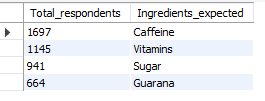 Total_respondents Ingredients_expected
1697 Caffeine
1145 Vitamins
941 Sugar
664 Guarana